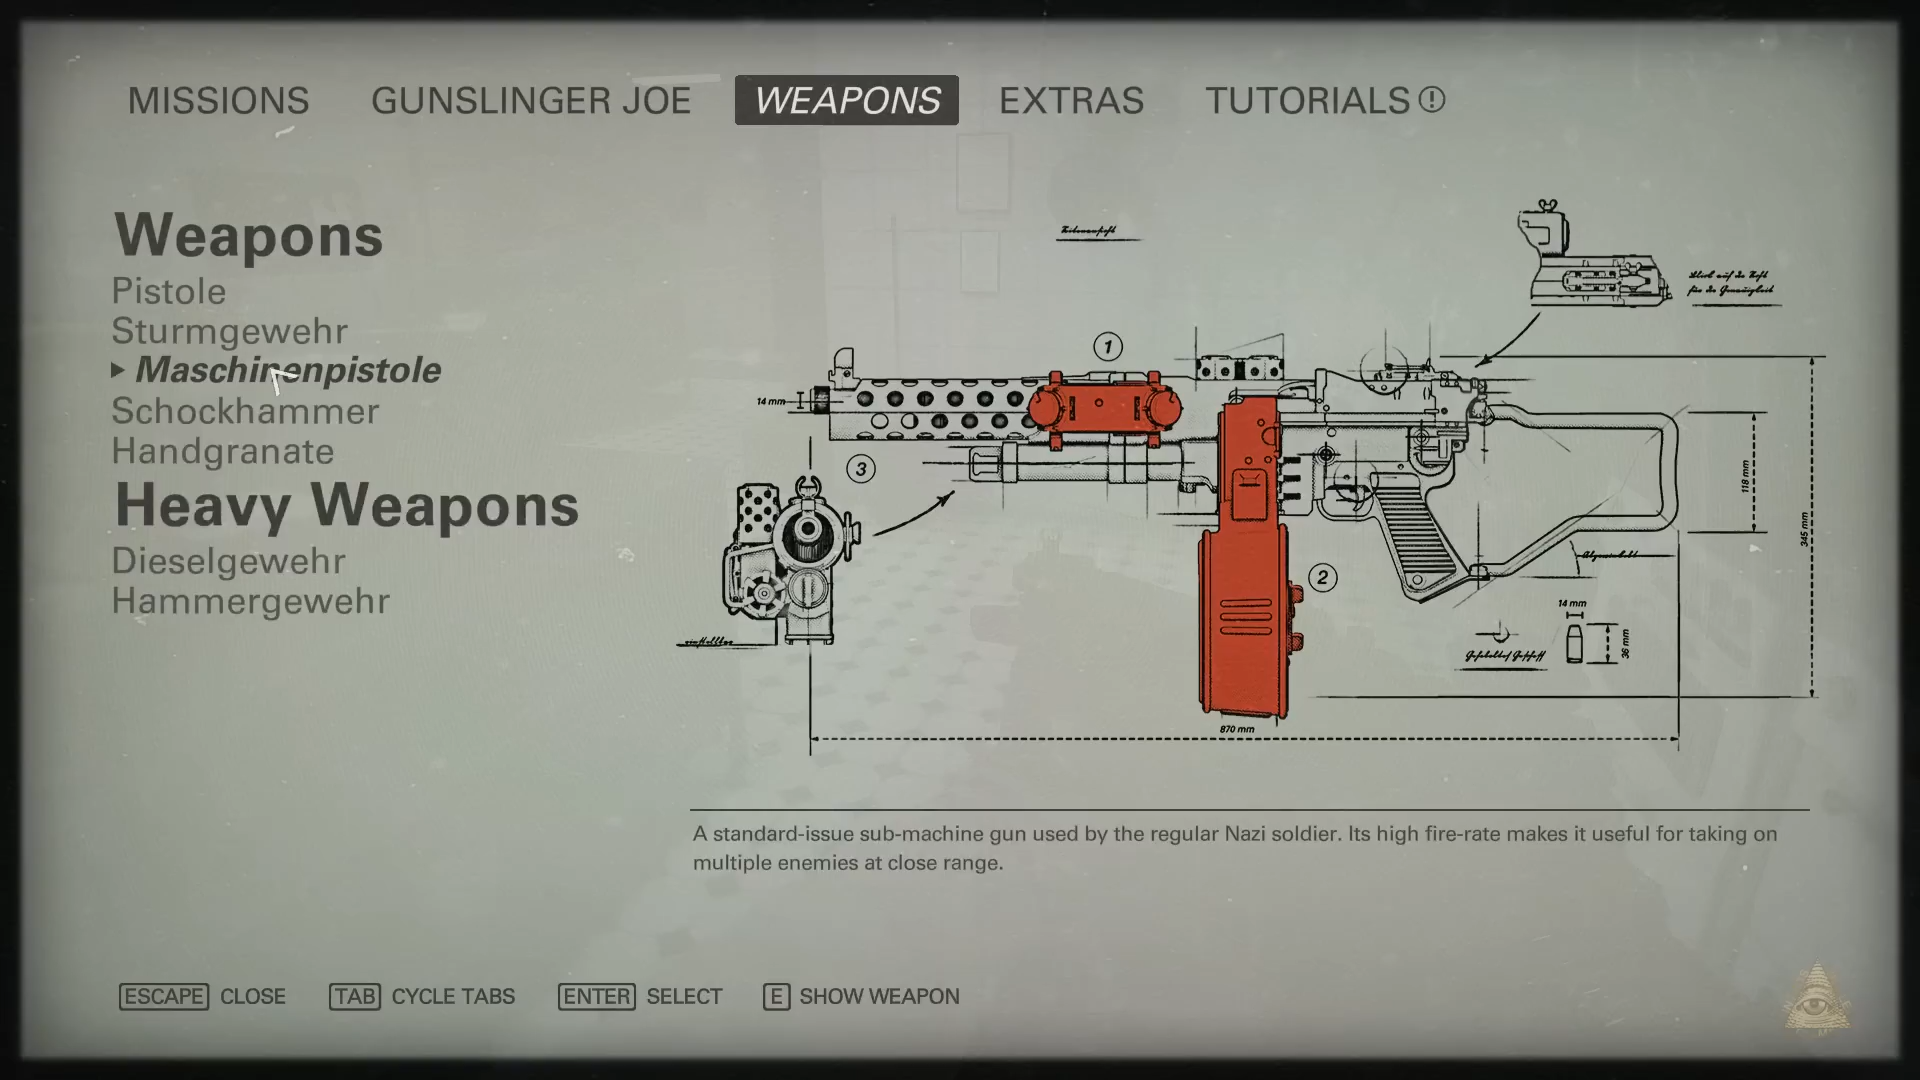 MISSIONS GUNSLINGER JOE WEAPONS EXTRAS TUTORIALS !
Weapons
Pistole
Sturmgewehr
Maschinenpistole
Schockhammer
Handgranate
Heavy Weapons
Dieselgewehr
Hammergewehr
1
14 mm
3
2
118 mm
345 mm
14 mm
36 mm
870 mm
A standard-issue sub-machine gun used by the regular Nazi soldier. Its high fire-rate makes it useful for taking on
multiple enemies at close range.
ESCAPE CLOSE TAB CYCLE TABS ENTER SELECT E SHOW WEAPON